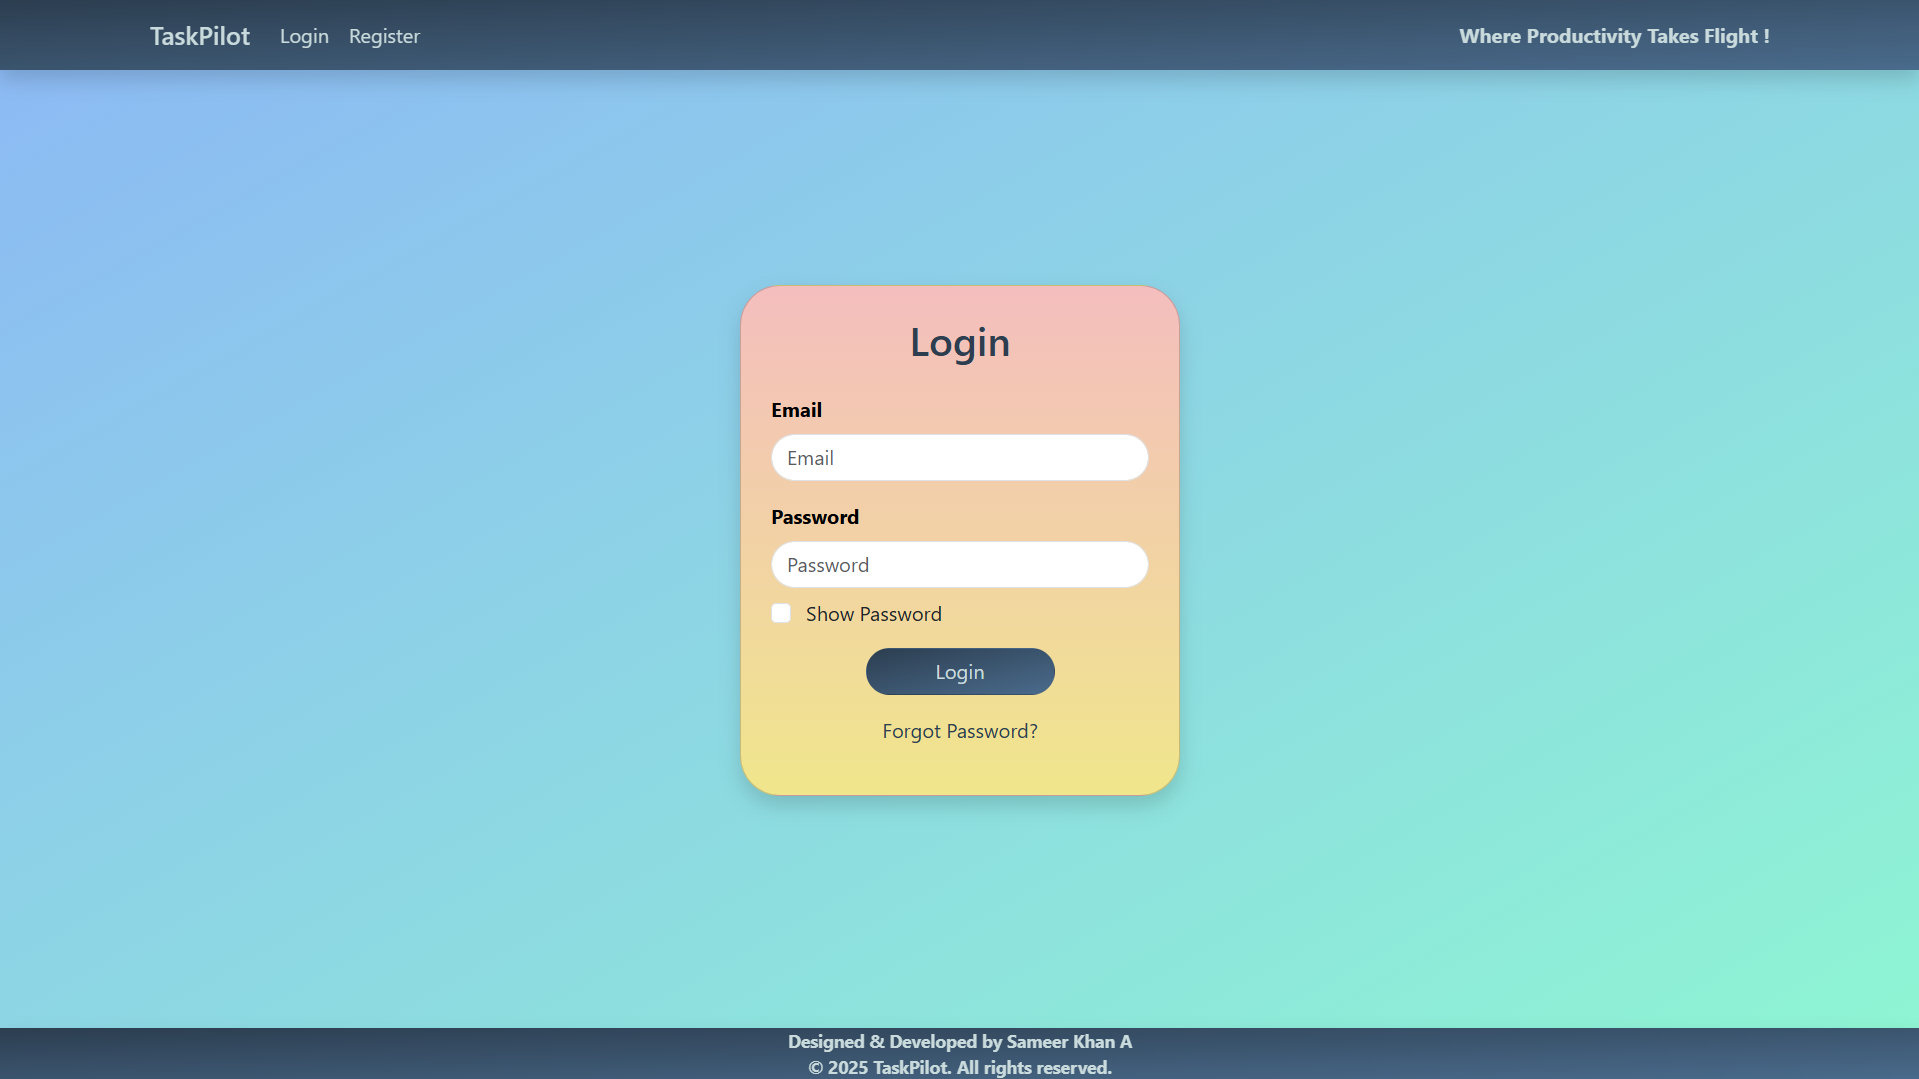 TaskPilot Login Register Where Productivity Takes Flight !
Login
Email
Email
Password
Password
Show Password
Login
Forgot Password?
Designed & Developed by Sameer Khan A
© 2025 TaskPilot. All rights reserved.